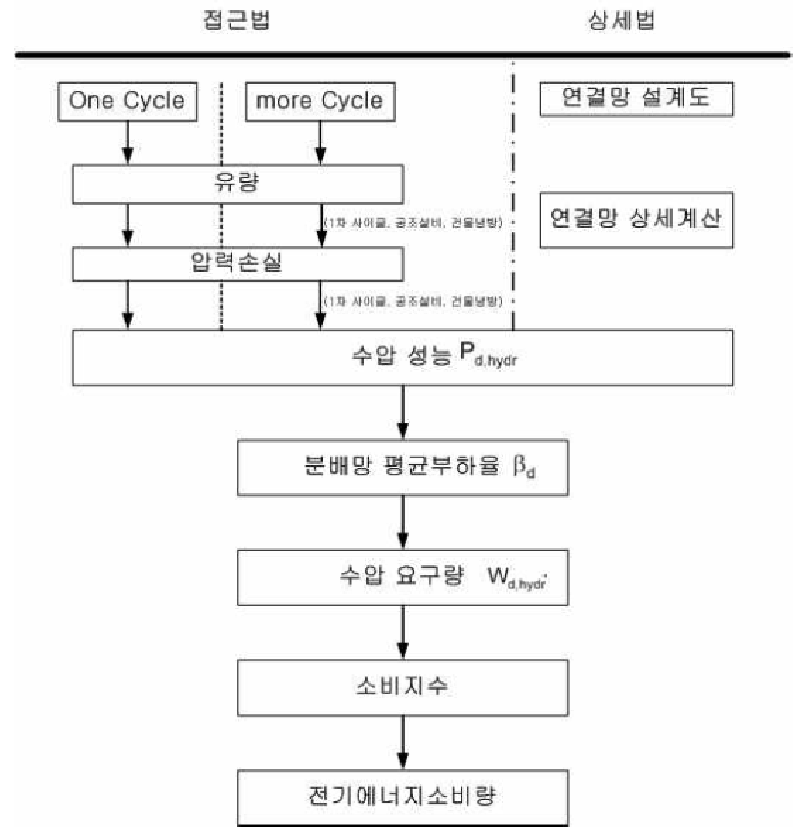 접근법 상세법
One Cycle more Cycle 연결망 설계도
유량
(1차 사이클, 공조설비, 건물냉방) 연결망 상세계산
압력손실
(1차 사이클, 공조설비, 건물냉방)
수압 성능 Pd,hydr
분배망 평균부하율 βd
수압 요구량 Wd,hydr
소비지수
전기에너지소비량